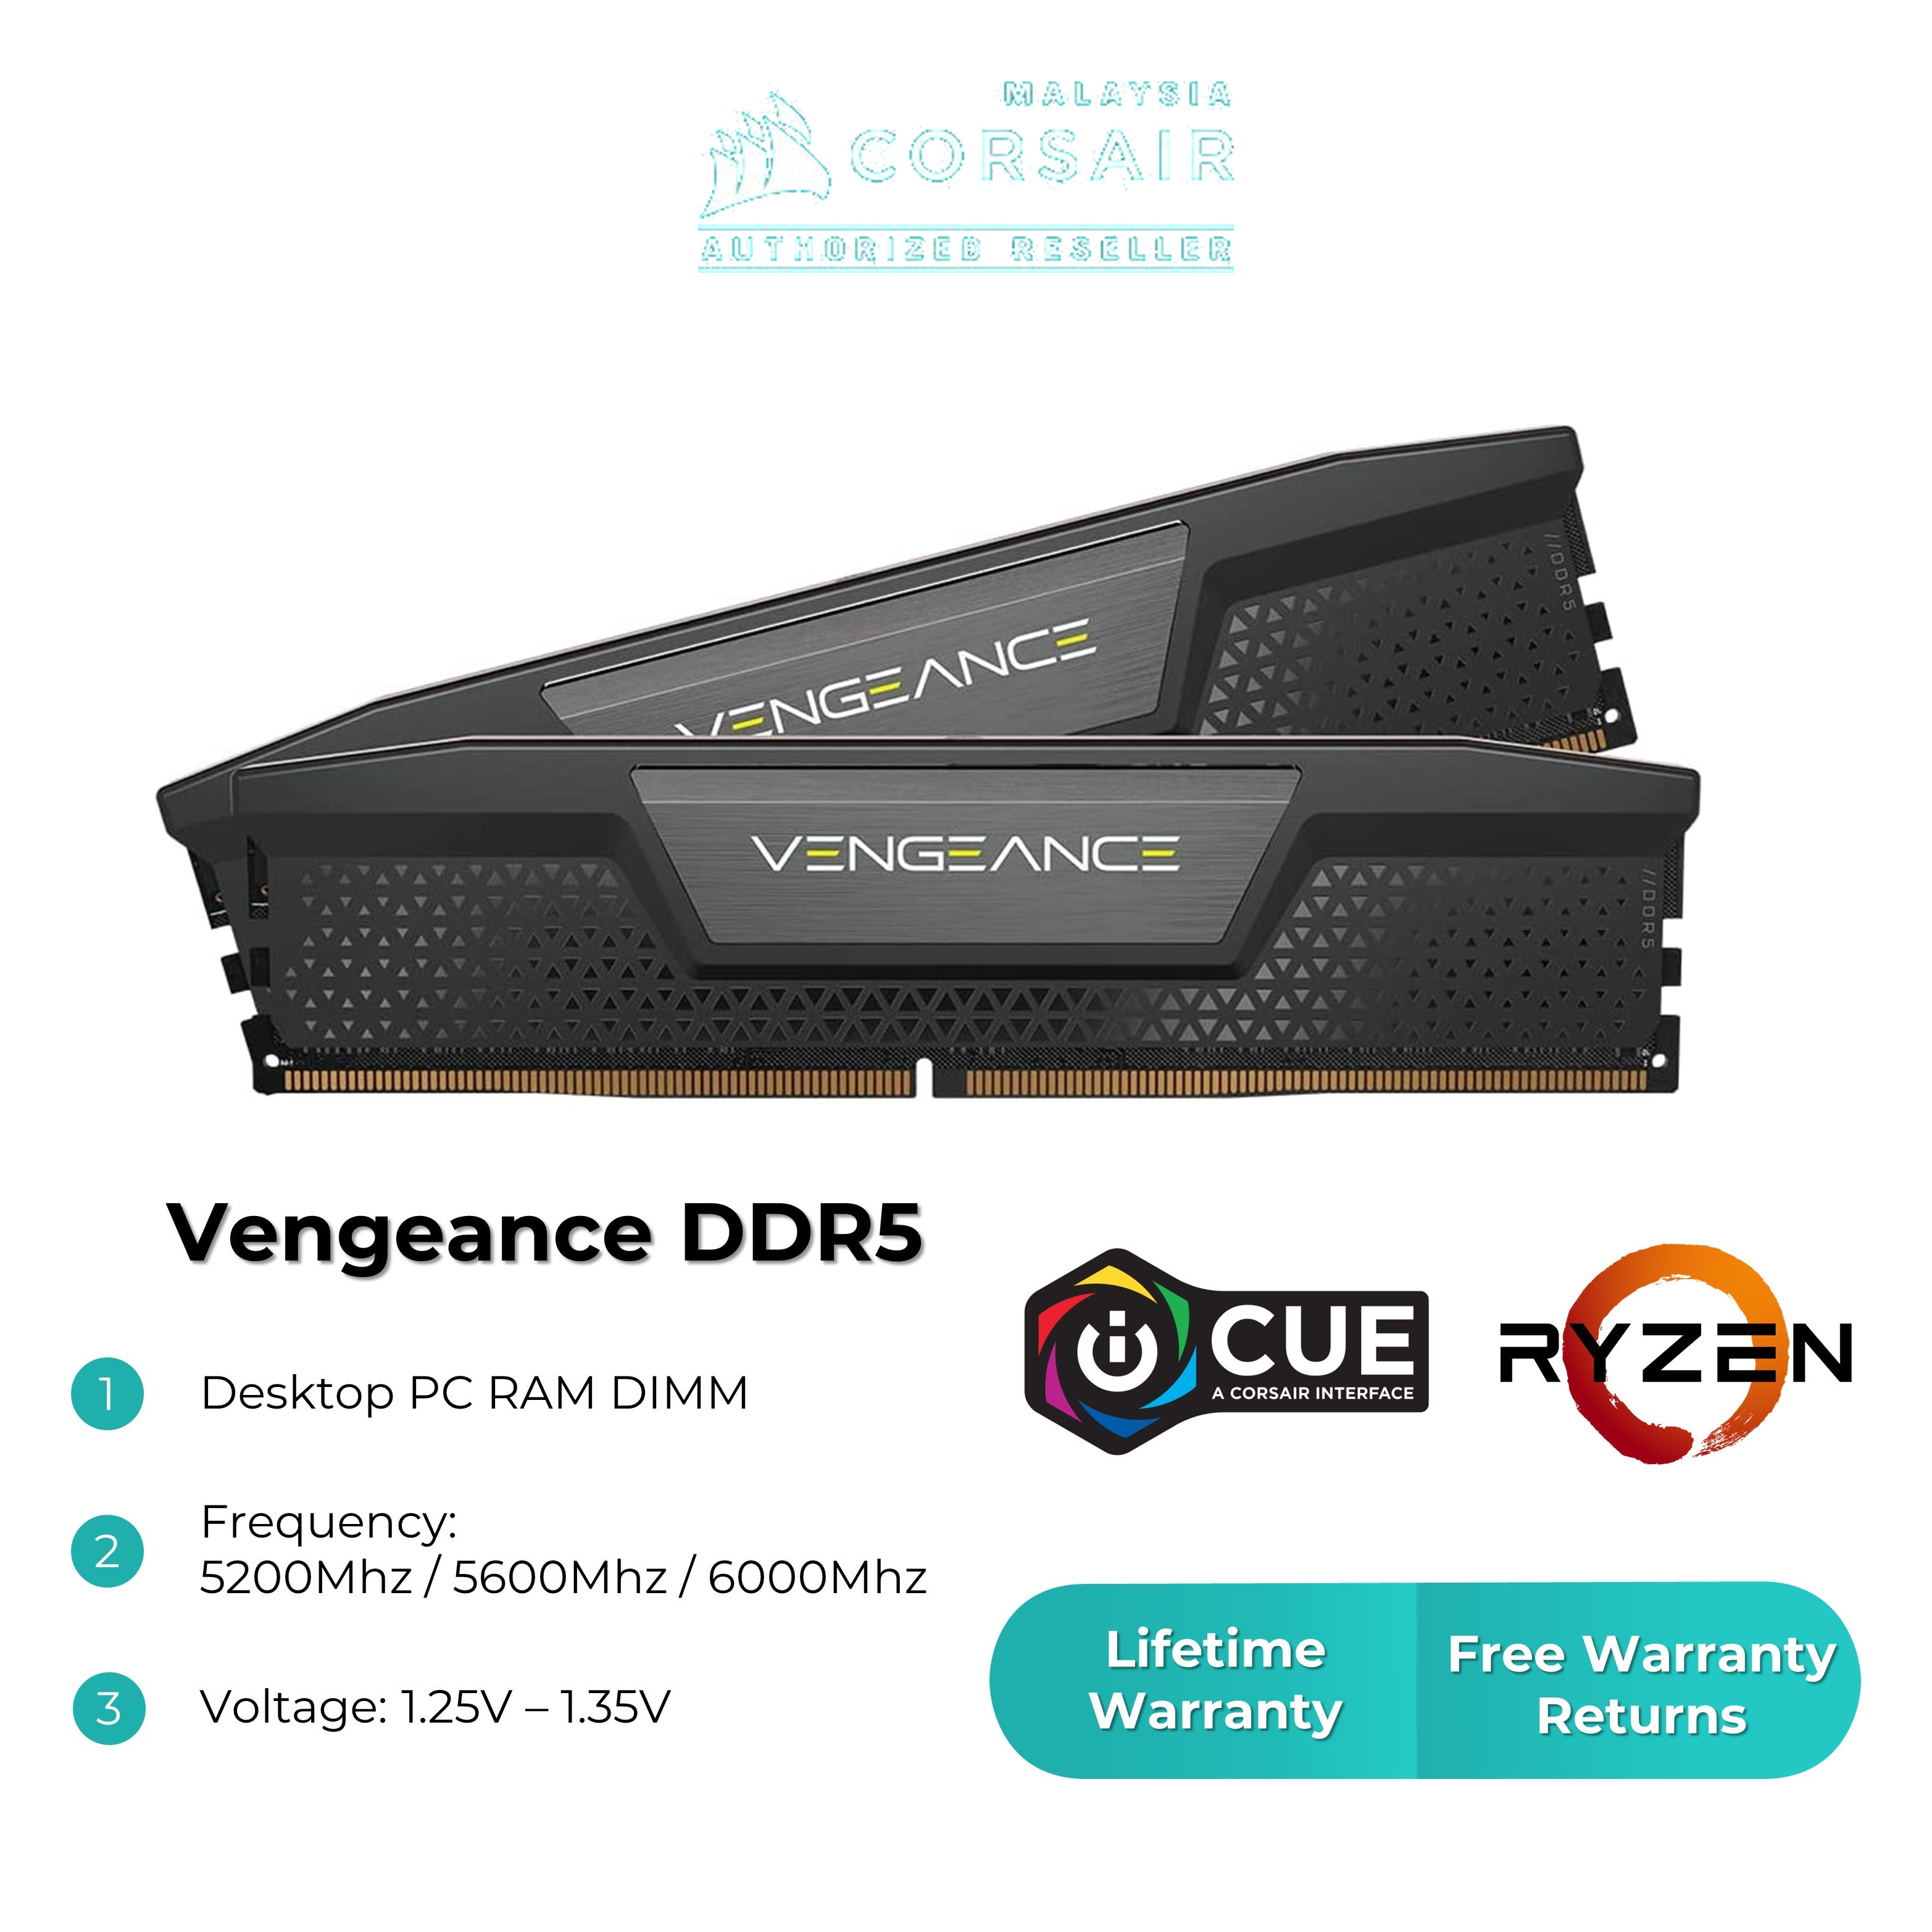 MALAYSIA
CORSAIR
AUTHORIZED RESELLER
//DDR5
VENGEANCE
VENGEANCE
//DDR5
Vengeance DDR5
1 Desktop PC RAM DIMM
2 Frequency:
5200Mhz / 5600Mhz / 6000Mhz
3 Voltage: 1.25V – 1.35V
i CUE
A CORSAIR INTERFACE
RYZEN
Lifetime
Warranty
Free Warranty
Returns